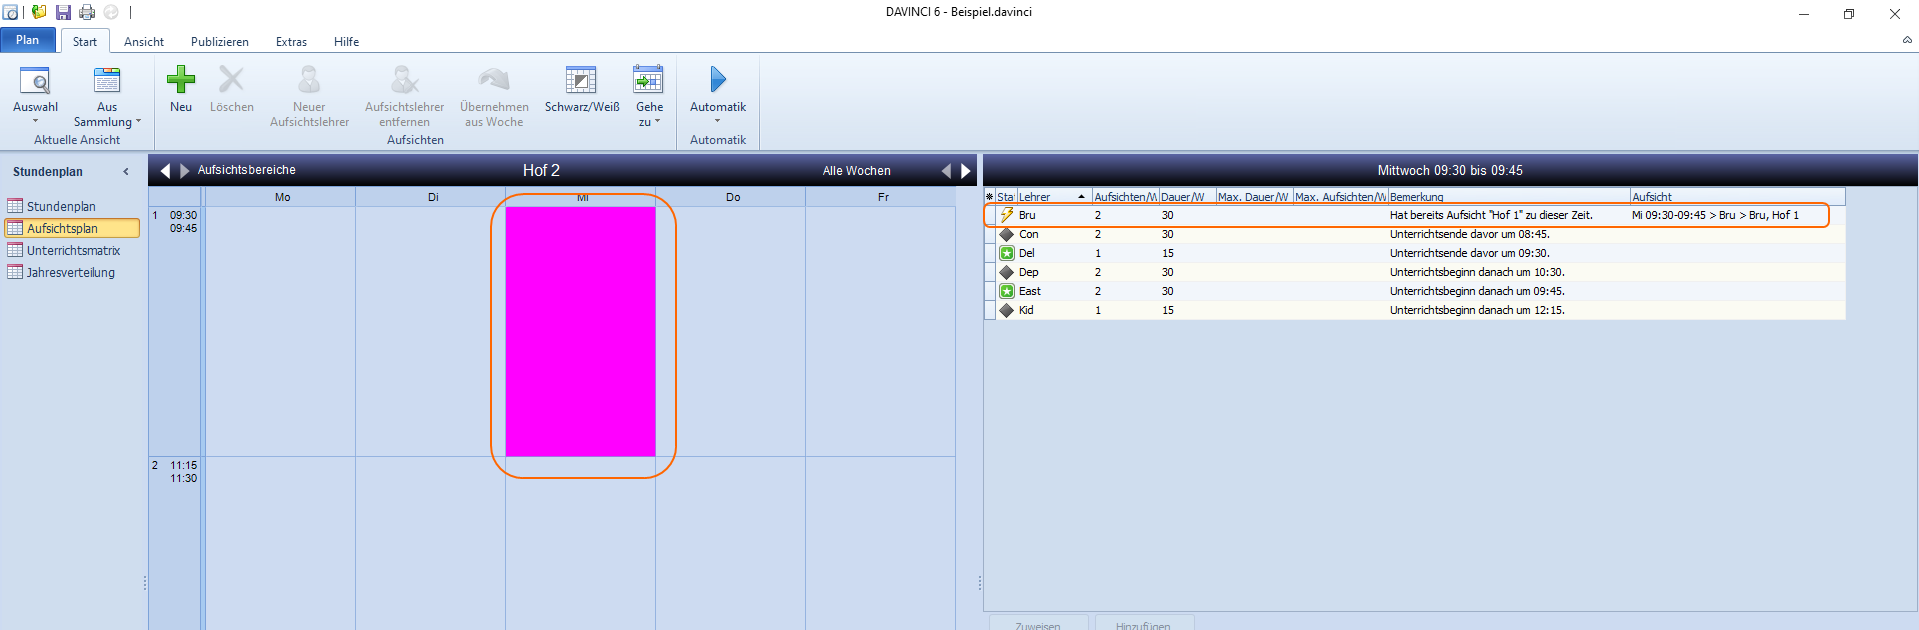 DAVINCI 6 - Beispiel.davinci
Plan Start Ansicht Publizieren Extras Hilfe
Auswahl
Aus Sammlung
Aktuelle Ansicht
Neu
Löschen
Neuer Aufsichtslehrer
Aufsichtslehrer entfernen
Übernehmen aus Woche
Schwarz/Weiß
Gehe zu
Aufsichten
Automatik
Automatik
Stundenplan
Stundenplan
Aufsichtsplan
Unterrichtsmatrix
Jahresverteilung
Aufsichtsbereiche Hof 2 Alle Wochen
Mo Di Mi Do Fr
1 09:30
09:45
2 11:15
11:30
Mittwoch 09:30 bis 09:45
Sta Lehrer Aufsichten/W Dauer/W Max. Dauer/W Max. Aufsichten/W Bemerkung Aufsicht
Bru 2 30 Hat bereits Aufsicht "Hof 1" zu dieser Zeit. Mi 09:30-09:45 > Bru > Bru, Hof 1
Con 2 30 Unterrichtsende davor um 08:45.
Del 1 15 Unterrichtsende davor um 09:30.
Dep 2 30 Unterrichtsbeginn danach um 10:30.
East 2 30 Unterrichtsbeginn danach um 09:45.
Kid 1 15 Unterrichtsbeginn danach um 12:15.
Zuweisen Hinzufügen